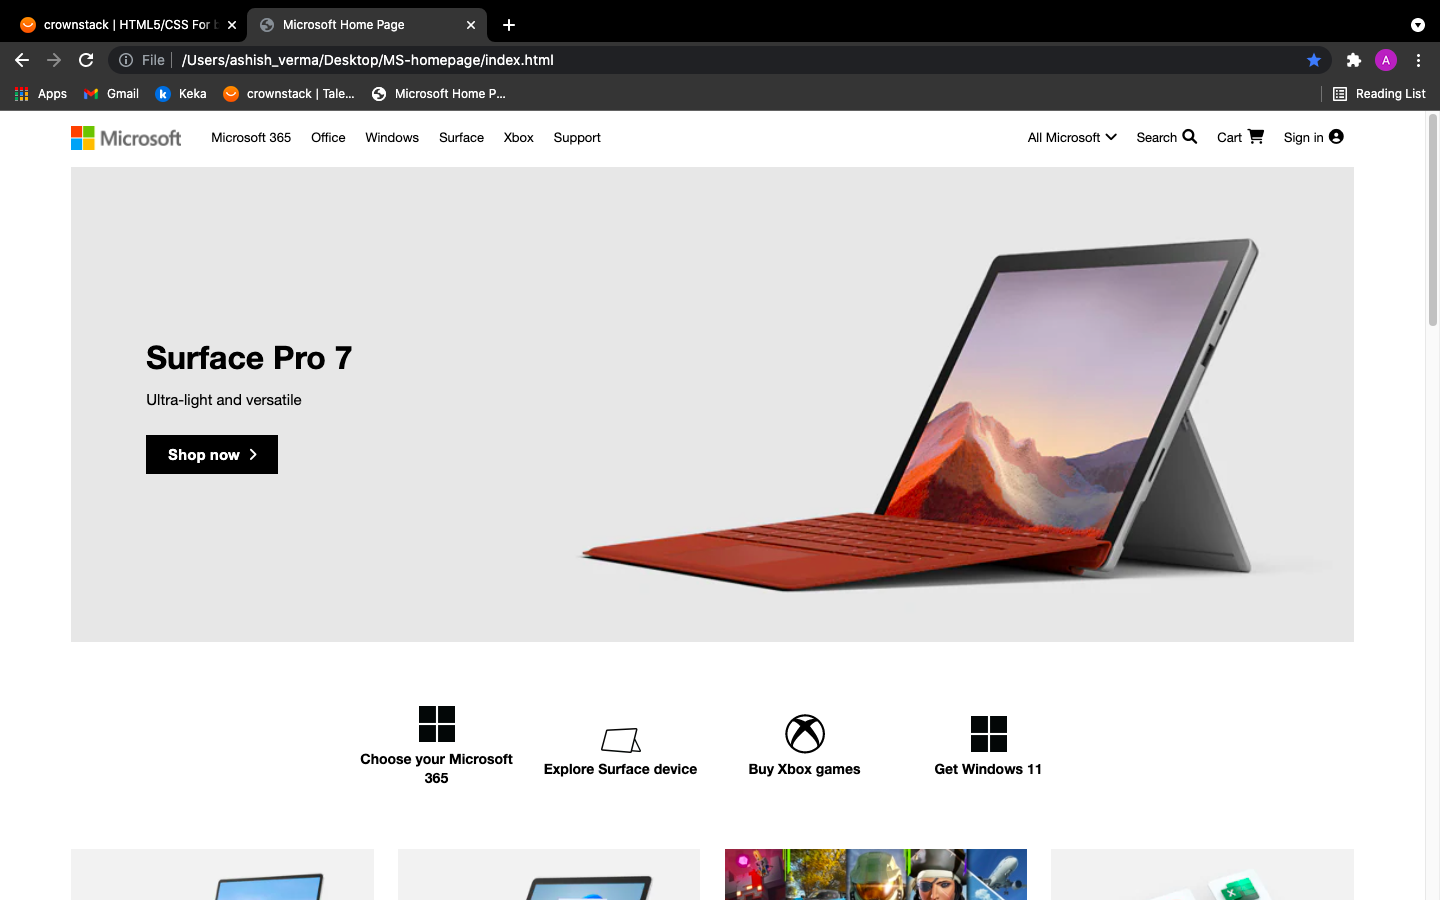 crownstack | HTML5/CSS For b
Microsoft Home Page
File
/Users/ashish_verma/Desktop/MS-homepage/index.html
A
Apps
Gmail
k
Keka
crownstack | Tale...
Microsoft Home P...
Reading List
Microsoft
Microsoft 365
Office
Windows
Surface
Xbox
Support
All Microsoft
Search
Cart
Sign in
Surface Pro 7
Ultra-light and versatile
Shop now
Choose your Microsoft
365
Explore Surface device
Buy Xbox games
Get Windows 11
X